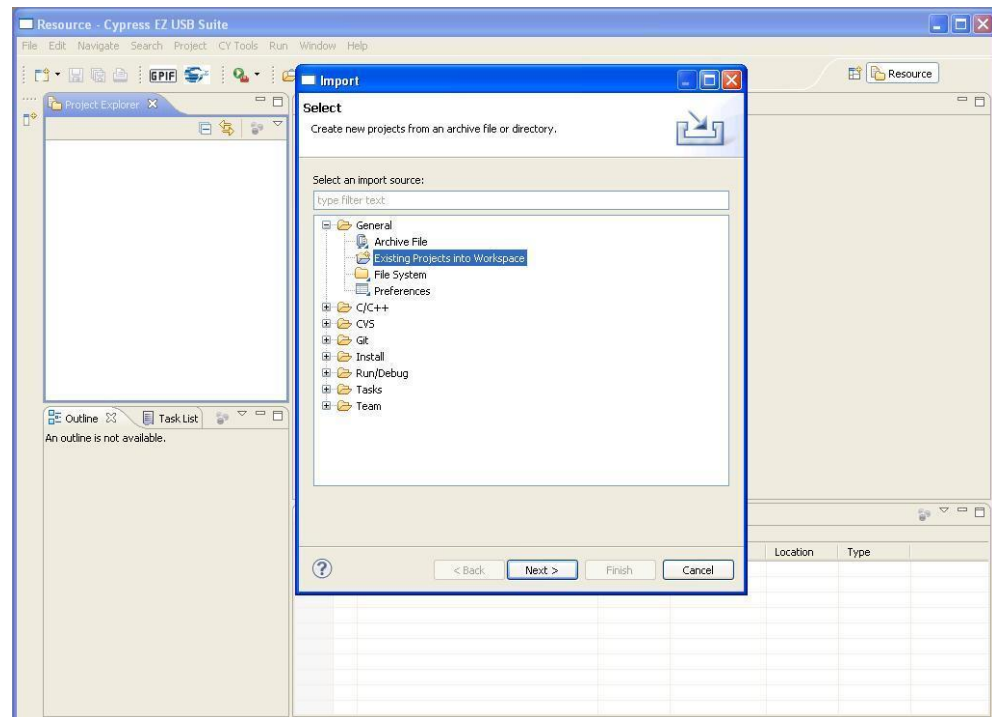 Resource - Cypress EZ USB Suite
File Edit Navigate Search Project CYTools Run Window Help
GPIF
Resource
Project Explorer
Import
Select
Create new projects from an archive file or directory.
Select an import source:
type filter text
General
Archive File
Existing Projects into Workspace
File System
Preferences
C/C++
CVS
Git
Install
Run/Debug
Tasks
Team
Outline Task List
An outline is not available.
Location Type
? < Back Next > Finish Cancel